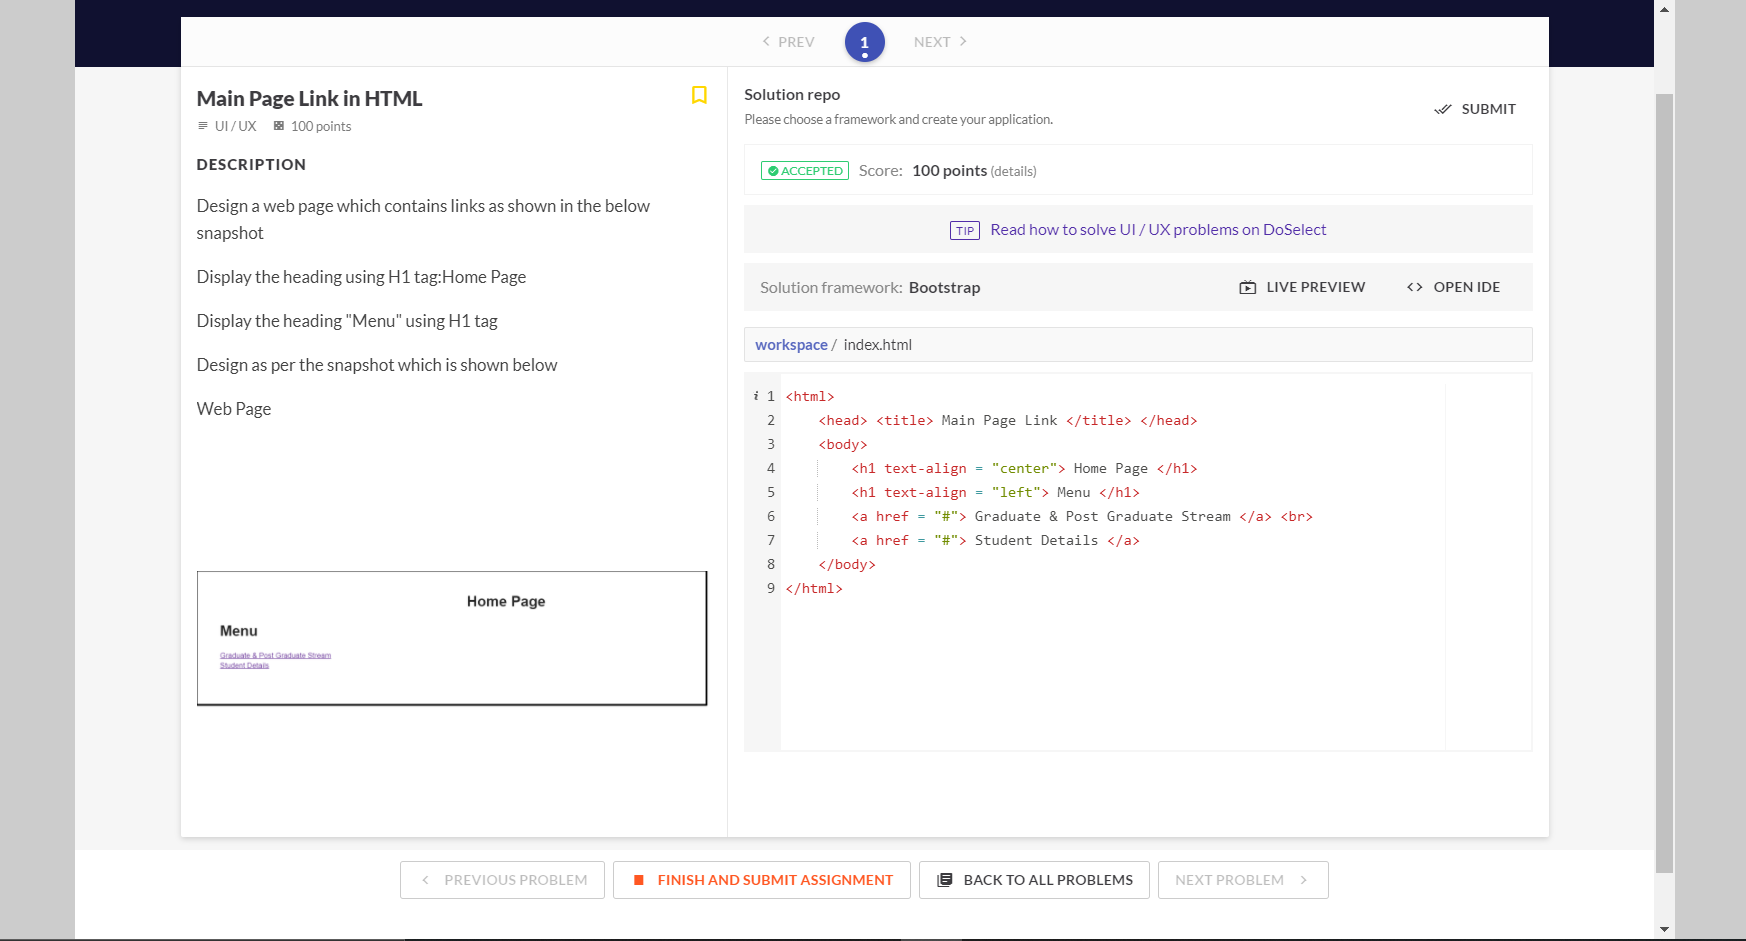 PREV 1 NEXT
Main Page Link in HTML
UI / UX 100 points
DESCRIPTION
Design a web page which contains links as shown in the below
snapshot
Display the heading using H1 tag:Home Page
Display the heading "Menu" using H1 tag
Design as per the snapshot which is shown below
Web Page
Home Page
Menu
Graduate & Post Graduate Stream
Student Details
Solution repo
Please choose a framework and create your application.
SUBMIT
ACCEPTED Score: 100 points (details)
TIP Read how to solve UI / UX problems on DoSelect
Solution framework: Bootstrap LIVE PREVIEW <> OPEN IDE
workspace / index.html
i 1 <html>
2 <head> <title> Main Page Link </title> </head>
3 <body>
4 <h1 text-align = "center"> Home Page </h1>
5 <h1 text-align = "left"> Menu </h1>
6 <a href = "#"> Graduate & Post Graduate Stream </a> <br>
7 <a href = "#"> Student Details </a>
8 </body>
9 </html>
PREVIOUS PROBLEM FINISH AND SUBMIT ASSIGNMENT BACK TO ALL PROBLEMS NEXT PROBLEM